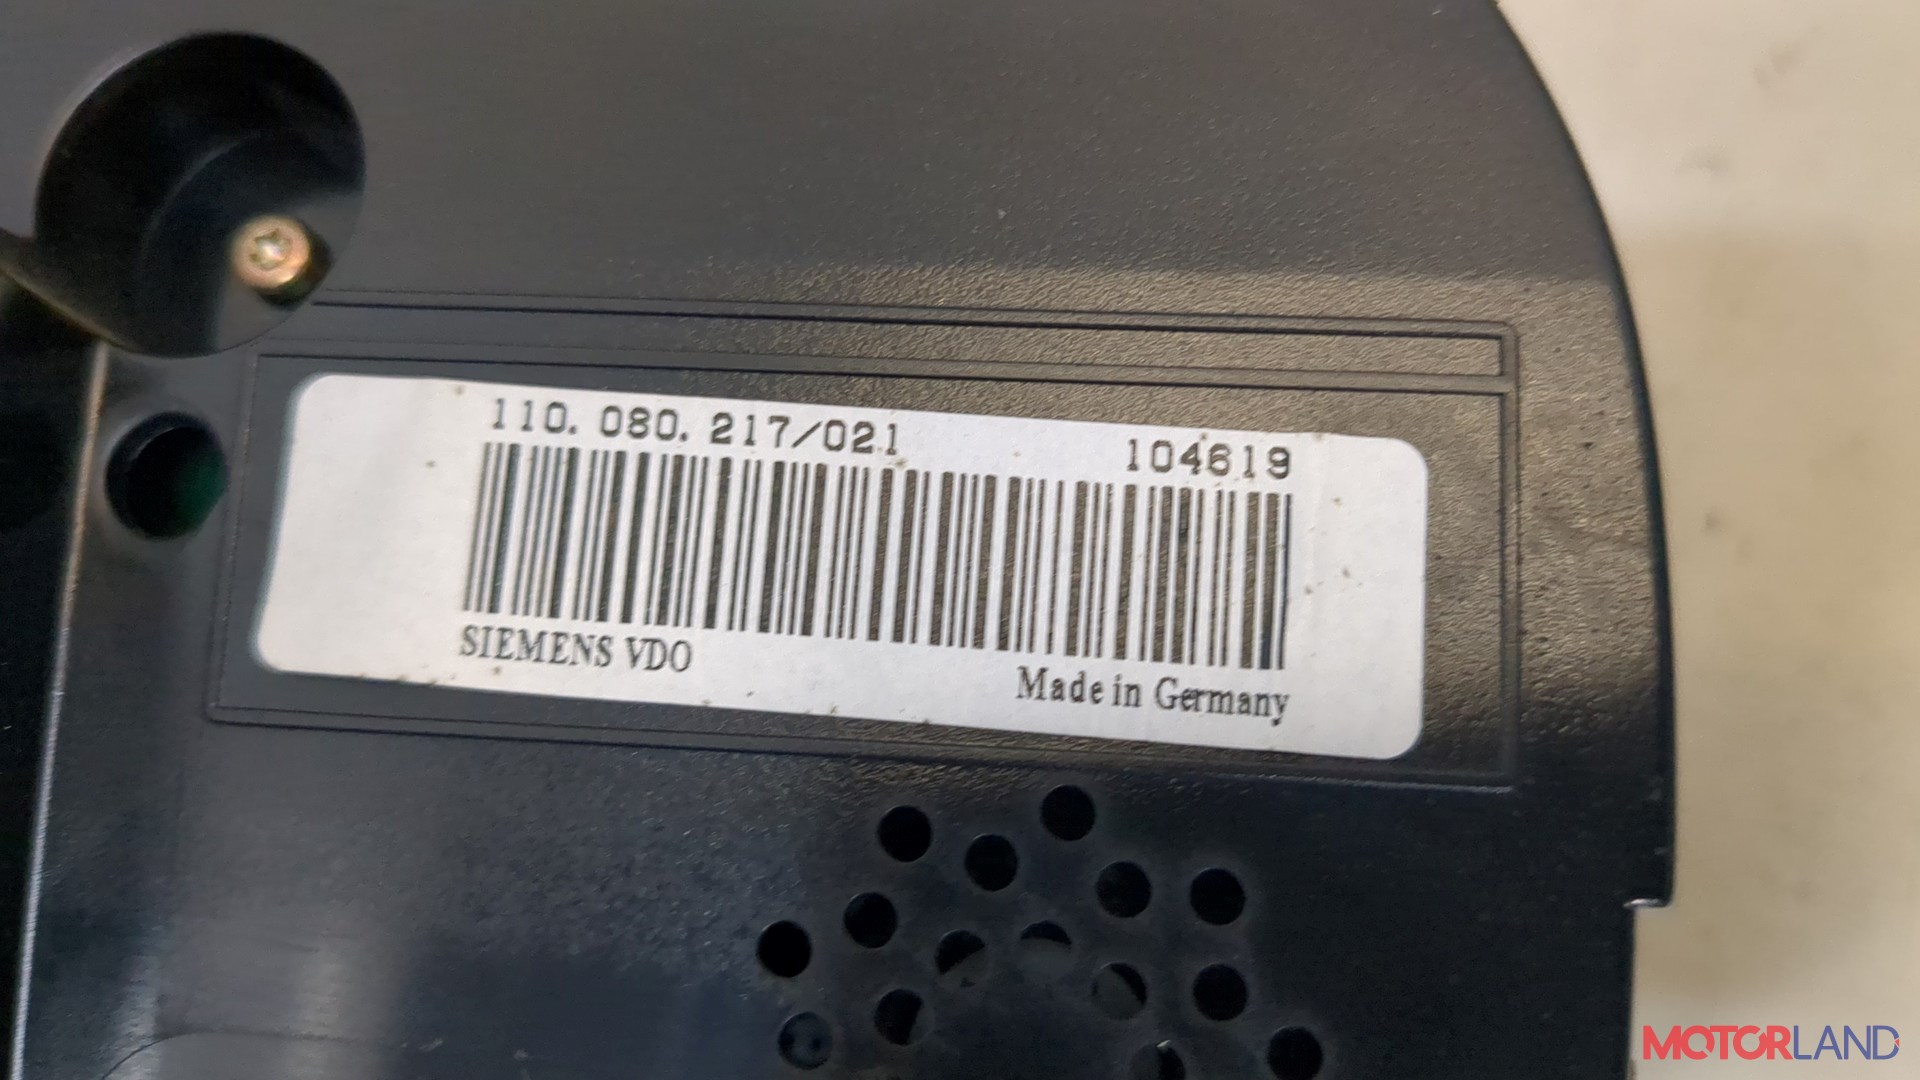 110. 080. 217/021 104619
SIEMENS VDO
Made in Germany
MOTORLAND